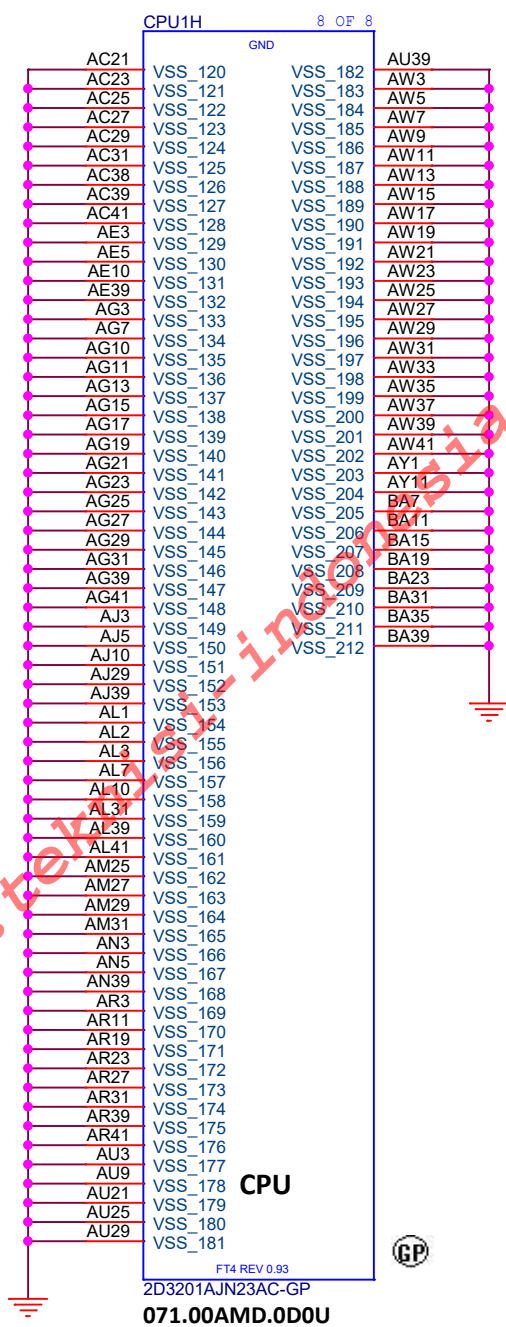 CPU1H 8 OF 8
GND
AC21 VSS_120 VSS_182 AU39
AC23 VSS_121 VSS_183 AW3
AC25 VSS_122 VSS_184 AW5
AC27 VSS_123 VSS_185 AW7
AC29 VSS_124 VSS_186 AW9
AC31 VSS_125 VSS_187 AW11
AC38 VSS_126 VSS_188 AW13
AC39 VSS_127 VSS_189 AW15
AC41 VSS_128 VSS_190 AW17
AE3 VSS_129 VSS_191 AW19
AE5 VSS_130 VSS_192 AW21
AE10 VSS_131 VSS_193 AW23
AE39 VSS_132 VSS_194 AW25
AG3 VSS_133 VSS_195 AW27
AG7 VSS_134 VSS_196 AW29
AG10 VSS_135 VSS_197 AW31
AG11 VSS_136 VSS_198 AW33
AG13 VSS_137 VSS_199 AW35
AG15 VSS_138 VSS_200 AW37
AG17 VSS_139 VSS_201 AW39
AG19 VSS_140 VSS_202 AW41
AG21 VSS_141 VSS_203 AY1
AG23 VSS_142 VSS_204 AY11
AG25 VSS_143 VSS_205 BA7
AG27 VSS_144 VSS_206 BA11
AG29 VSS_145 VSS_207 BA15
AG31 VSS_146 VSS_208 BA19
AG39 VSS_147 VSS_209 BA23
AG41 VSS_148 VSS_210 BA31
AJ3 VSS_149 VSS_211 BA35
AJ5 VSS_150 VSS_212 BA39
AJ10 VSS_151
AJ29 VSS_152
AJ39 VSS_153
AL1 VSS_154
AL2 VSS_155
AL3 VSS_156
AL7 VSS_157
AL10 VSS_158
AL31 VSS_159
AL39 VSS_160
AL41 VSS_161
AM25 VSS_162
AM27 VSS_163
AM29 VSS_164
AM31 VSS_165
AN3 VSS_166
AN5 VSS_167
AN39 VSS_168
AR3 VSS_169
AR11 VSS_170
AR19 VSS_171
AR23 VSS_172
AR27 VSS_173
AR31 VSS_174
AR39 VSS_175
AR41 VSS_176
AU3 VSS_177
AU9 VSS_178
AU21 VSS_179
AU25 VSS_180
AU29 VSS_181
CPU
GP
FT4 REV 0.93
2D3201AJN23AC-GP
071.00AMD.0D0U
.teknisi-indonesia